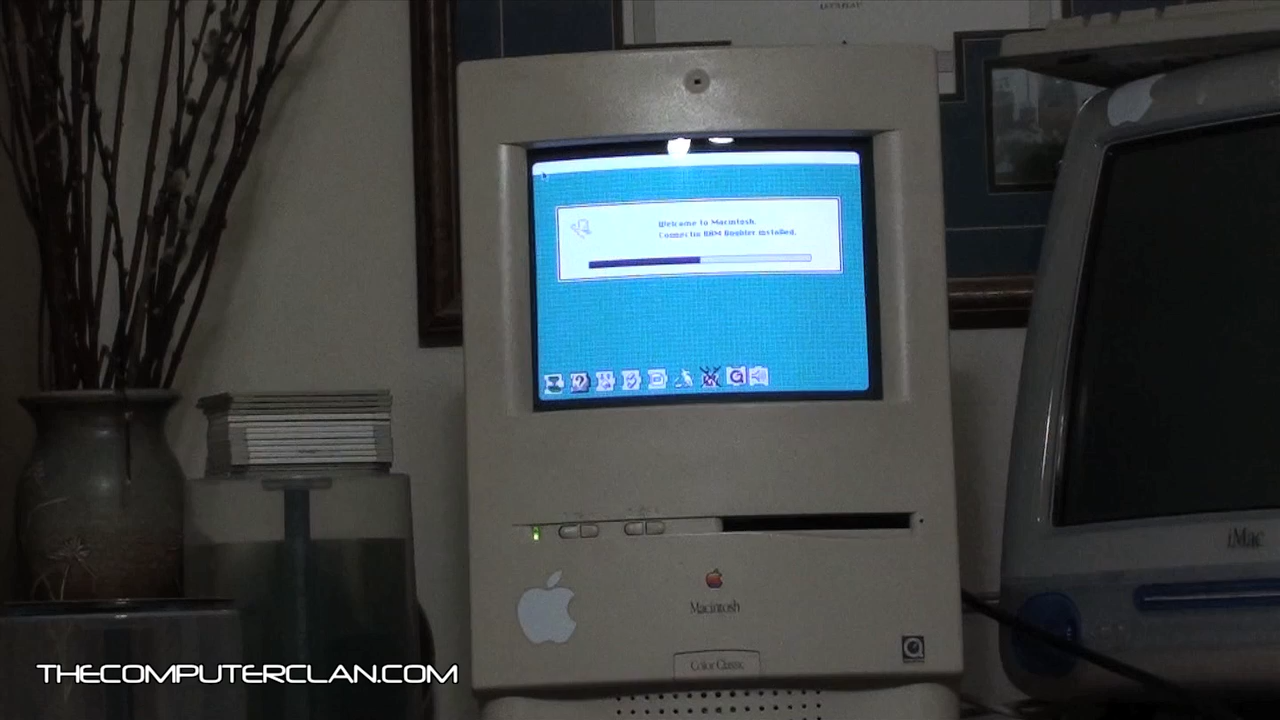 Welcome to Macintosh.
Connectix RAM Doubler installed.
iMac
Macintosh
Color Classic
THECOMPUTERCLAN.COM